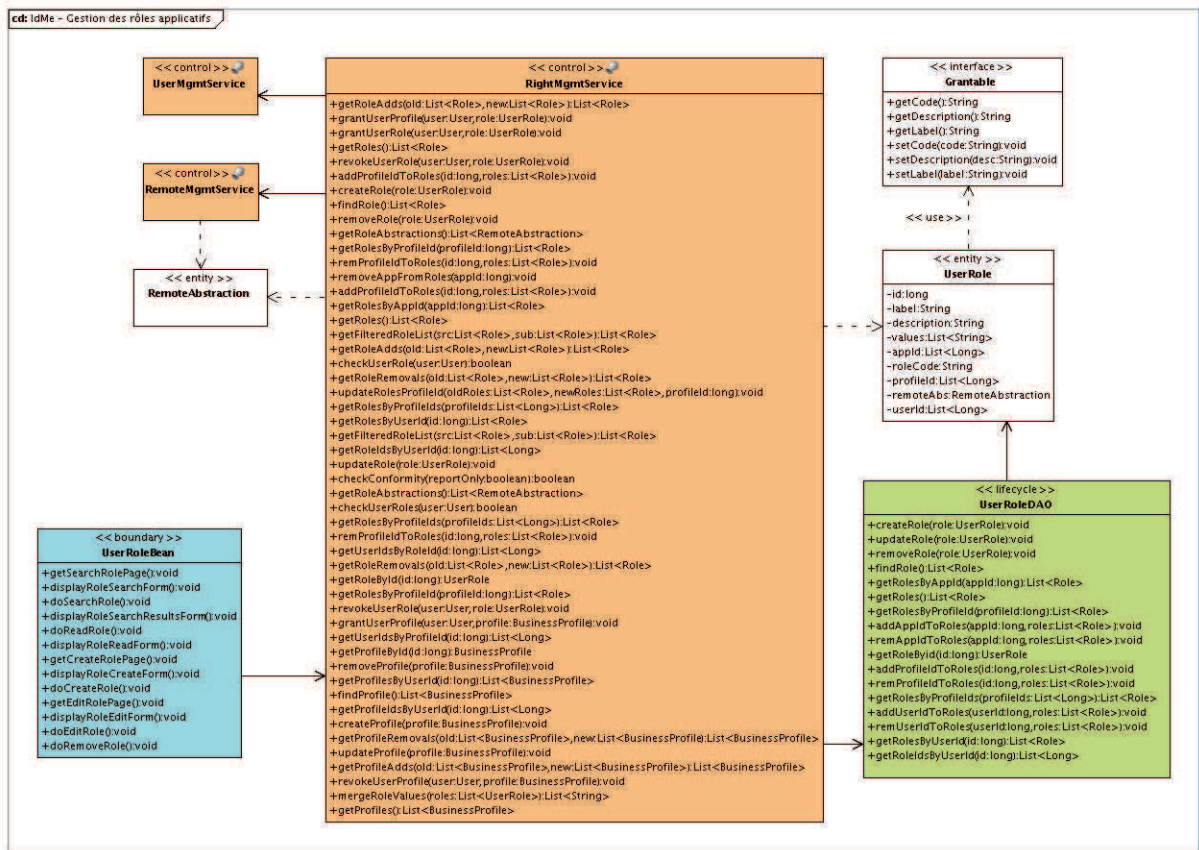 cd: IdMe - Gestion des rôles applicatifs
<< control >>
UserMgmtService
<< control >>
RemoteMgmtService
<< entity >>
RemoteAbstraction
<< boundary >>
UserRoleBean
+getSearchRolePage():void
+displayRoleSearchForm():void
+doSearchRole():void
+displayRoleSearchResultsForm():void
+doReadRole():void
+displayRoleReadForm():void
+getCreateRolePage():void
+displayRoleCreateForm():void
+doCreateRole():void
+getEditRolePage():void
+displayRoleEditForm():void
+doEditRole():void
+doRemoveRole():void
<< control >>
RightMgmtService
+getRoleAdds(old:List<Role>,new:List<Role>):List<Role>
+grantUserProfile(user:User,role:UserRole):void
+grantUserRole(user:User,role:UserRole):void
+getRoles():List<Role>
+revokeUserRole(user:User,role:UserRole):void
+addProfileIdToRoles(id:long,roles:List<Role>):void
+createRole(role:UserRole):void
+findRole():List<Role>
+removeRole(role:UserRole):void
+getRoleAbstractions():List<RemoteAbstraction>
+getRolesByProfileId(profileId:long):List<Role>
+remProfileIdToRoles(id:long,roles:List<Role>):void
+removeAppFromRoles(appId:long):void
+addProfileIdToRoles(id:long,roles:List<Role>):void
+getRolesByAppId(appId:long):List<Role>
+getRoles():List<Role>
+getFilteredRoleList(src:List<Role>,sub:List<Role>):List<Role>
+getRoleAdds(old:List<Role>,new:List<Role>):List<Role>
+checkUserRole(user:User):boolean
+getRoleRemovals(old:List<Role>,new:List<Role>):List<Role>
+updateRolesProfileId(oldRoles:List<Role>,newRoles:List<Role>,profileId:long):void
+getRolesByProfileIds(profileIds:List<Long>):List<Role>
+getRolesByUserId(id:long):List<Role>
+getFilteredRoleList(src:List<Role>,sub:List<Role>):List<Role>
+getRoleIdsByUserId(id:long):List<Long>
+updateRole(role:UserRole):void
+checkConformity(reportOnly:boolean):boolean
+getRoleAbstractions():List<RemoteAbstraction>
+checkUserRoles(user:User):boolean
+getRolesByProfileIds(profileIds:List<Long>):List<Role>
+remProfileIdToRoles(id:long,roles:List<Role>):void
+getUserIdsByRoleId(id:long):List<Long>
+getRoleRemovals(old:List<Role>,new:List<Role>):List<Role>
+getRoleById(id:long):UserRole
+getRolesByProfileId(profileId:long):List<Role>
+revokeUserRole(user:User,role:UserRole):void
+grantUserProfile(user:User,profile:BusinessProfile):void
+getUserIdsByProfileId(id:long):List<Long>
+getProfileById(id:long):BusinessProfile
+removeProfile(profile:BusinessProfile):void
+getProfilesByUserId(id:long):List<BusinessProfile>
+findProfile():List<BusinessProfile>
+getProfileIdsByUserId(id:long):List<Long>
+createProfile(profile:BusinessProfile):void
+getProfileRemovals(old:List<BusinessProfile>,new:List<BusinessProfile):List<BusinessProfile>
+updateProfile(profile:BusinessProfile):void
+getProfileAdds(old:List<BusinessProfile>,new:List<BusinessProfile>):List<BusinessProfile>
+revokeUserProfile(user:User,profile:BusinessProfile):void
+mergeRoleValues(roles:List<UserRole>):List<String>
+getProfiles():List<BusinessProfile>
<< interface >>
Grantable
+getCode():String
+getDescription():String
+getLabel():String
+setCode(code:String):void
+setDescription(desc:String):void
+setLabel(label:String):void
<< use >>
<< entity >>
UserRole
-id:long
-label:String
-description:String
-values:List<String>
-appId:List<Long>
-roleCode:String
-profileId:List<Long>
-remoteAbs:RemoteAbstraction
-userId:List<Long>
<< lifecycle >>
UserRoleDAO
+createRole(role:UserRole):void
+updateRole(role:UserRole):void
+removeRole(role:UserRole):void
+findRole():List<Role>
+getRolesByAppId(appId:long):List<Role>
+getRoles():List<Role>
+getRolesByProfileId(profileId:long):List<Role>
+addAppIdToRoles(appId:long,roles:List<Role>):void
+remAppIdToRoles(appId:long,roles:List<Role>):void
+getRoleByid(id:long):UserRole
+addProfileIdToRoles(id:long,roles:List<Role>):void
+remProfileIdToRoles(id:long,roles:List<Role>):void
+getRolesByProfileIds(profileIds:List<Long>):List<Role>
+addUserIdToRoles(userId:long,roles:List<Role>):void
+remUserIdToRoles(userId:long,roles:List<Role>):void
+getRolesByUserId(id:long):List<Role>
+getRoleIdsByUserId(id:long):List<Long>